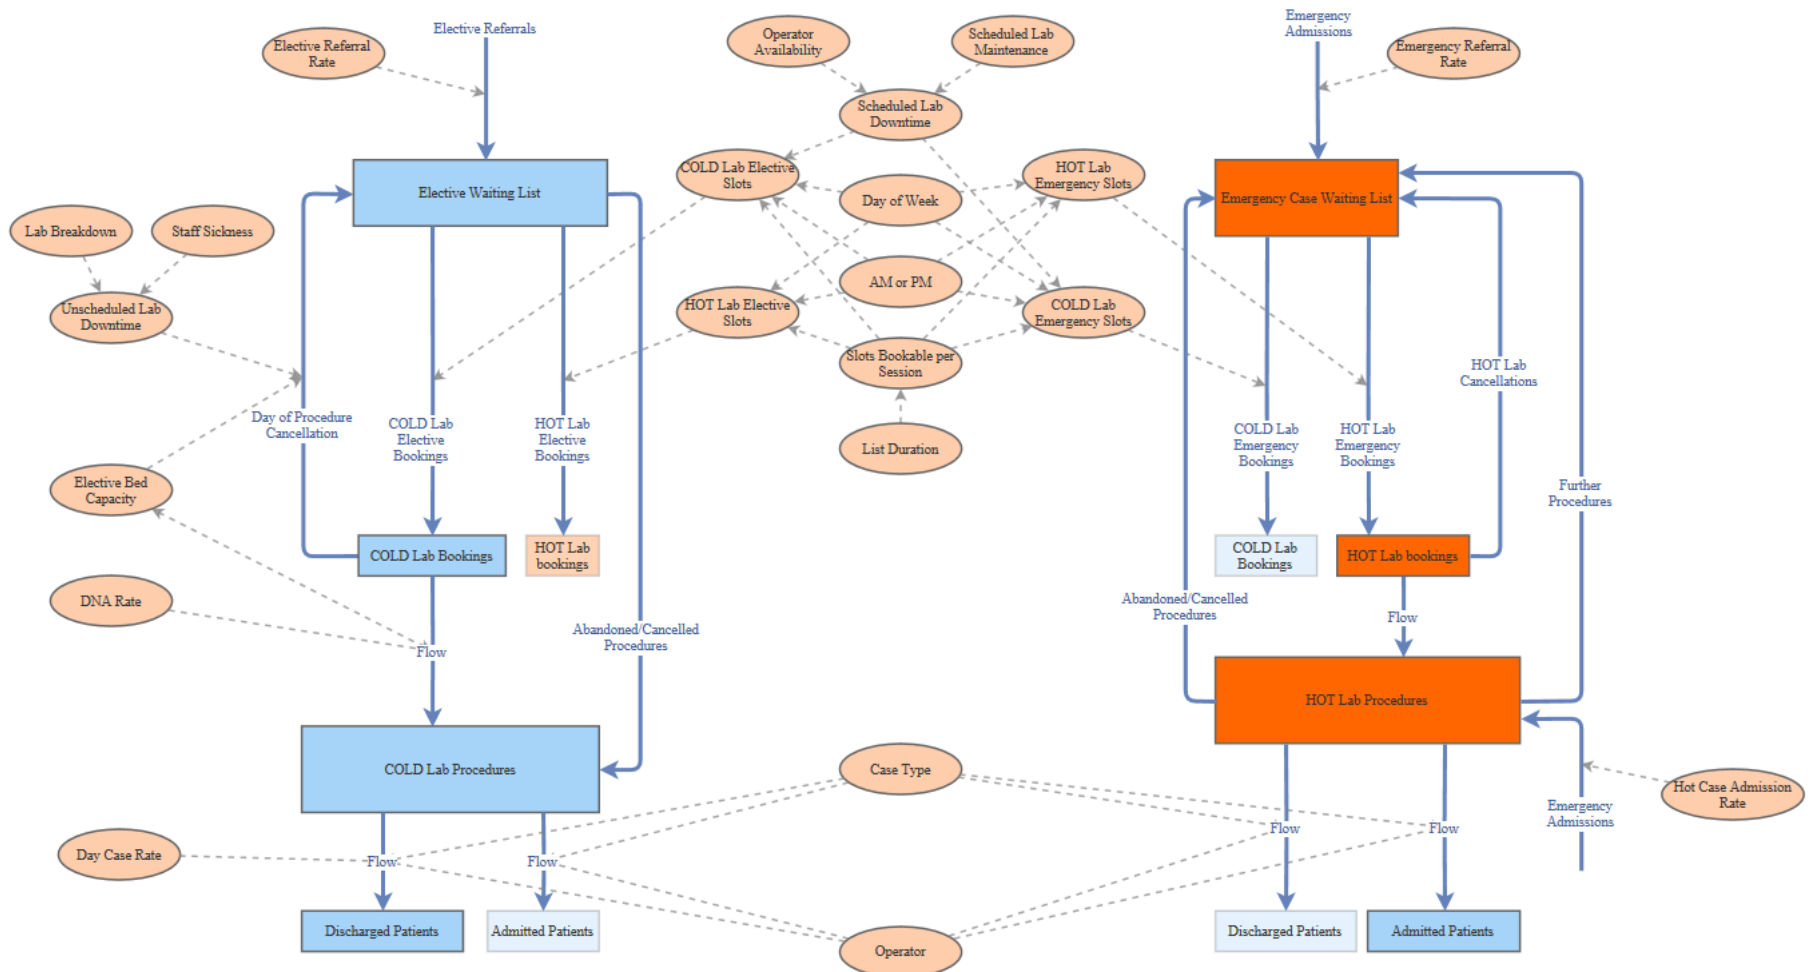 Elective Referrals
Elective Referral
Rate
Operator
Availability
Scheduled Lab
Maintenance
Emergency
Admissions
Emergency Referral
Rate
Scheduled Lab
Downtime
COLD Lab Elective
Slots
HOT Lab
Emergency Slots
Elective Waiting List
Day of Week
Emergency Case Waiting List
Lab Breakdown
Staff Sickness
AM or PM
Unscheduled Lab
Downtime
HOT Lab Elective
Slots
COLD Lab
Emergency Slots
Slots Bookable per
Session
HOT Lab
Cancellations
Day of Procedure
Cancellation
COLD Lab
Elective
Bookings
HOT Lab
Elective
Bookings
List Duration
COLD Lab
Emergency
Bookings
HOT Lab
Emergency
Bookings
Elective Bed
Capacity
Further
Procedures
COLD Lab Bookings
HOT Lab
bookings
COLD Lab
Bookings
HOT Lab bookings
DNA Rate
Abandoned/Cancelled
Procedures
Flow
Abandoned/Cancelled
Procedures
Flow
HOT Lab Procedures
COLD Lab Procedures
Case Type
Hot Case Admission
Rate
Emergency
Admissions
Day Case Rate
Flow
Flow
Flow
Flow
Discharged Patients
Admitted Patients
Operator
Discharged Patients
Admitted Patients